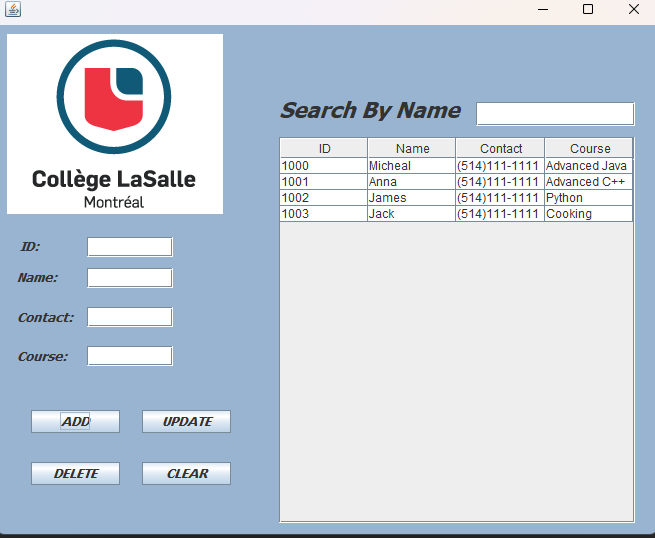 Collège LaSalle
Montréal
Search By Name
ID Name Contact Course
1000 Micheal (514)111-1111 Advanced Java
1001 Anna (514)111-1111 Advanced C++
1002 James (514)111-1111 Python
1003 Jack (514)111-1111 Cooking
ID:
Name:
Contact:
Course:
ADD UPDATE
DELETE CLEAR